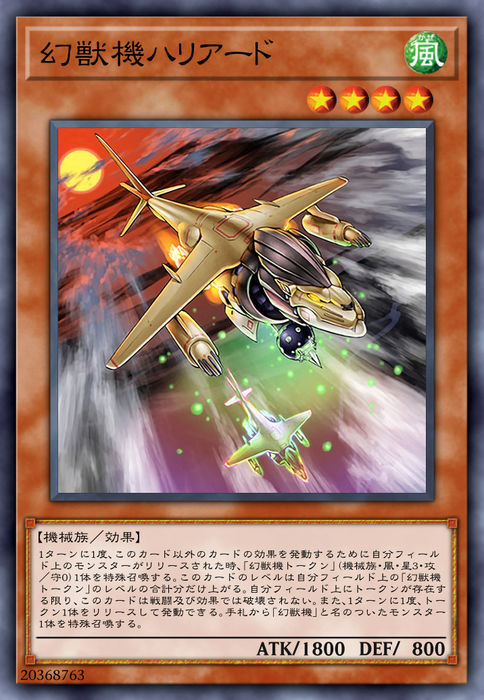 幻獣機ハリアード
かぜ
風
【機械族／効果】
1ターンに1度、このカード以外のカードの効果を発動するために自分フィール
ド上のモンスターがリリースされた時、「幻獣機トークン」(機械族・風・星3・攻
／守0)1体を特殊召喚する。このカードのレベルは自分フィールド上の「幻獣機
トークン」のレベルの合計分だけ上がる。自分フィールド上にトークンが存在す
る限り、このカードは戦闘及び効果では破壊されない。また、1ターンに1度、トー
クン1体をリリースして発動できる。手札から「幻獣機」と名のついたモンスター
1体を特殊召喚する。
ATK/1800 DEF/ 800
20368763